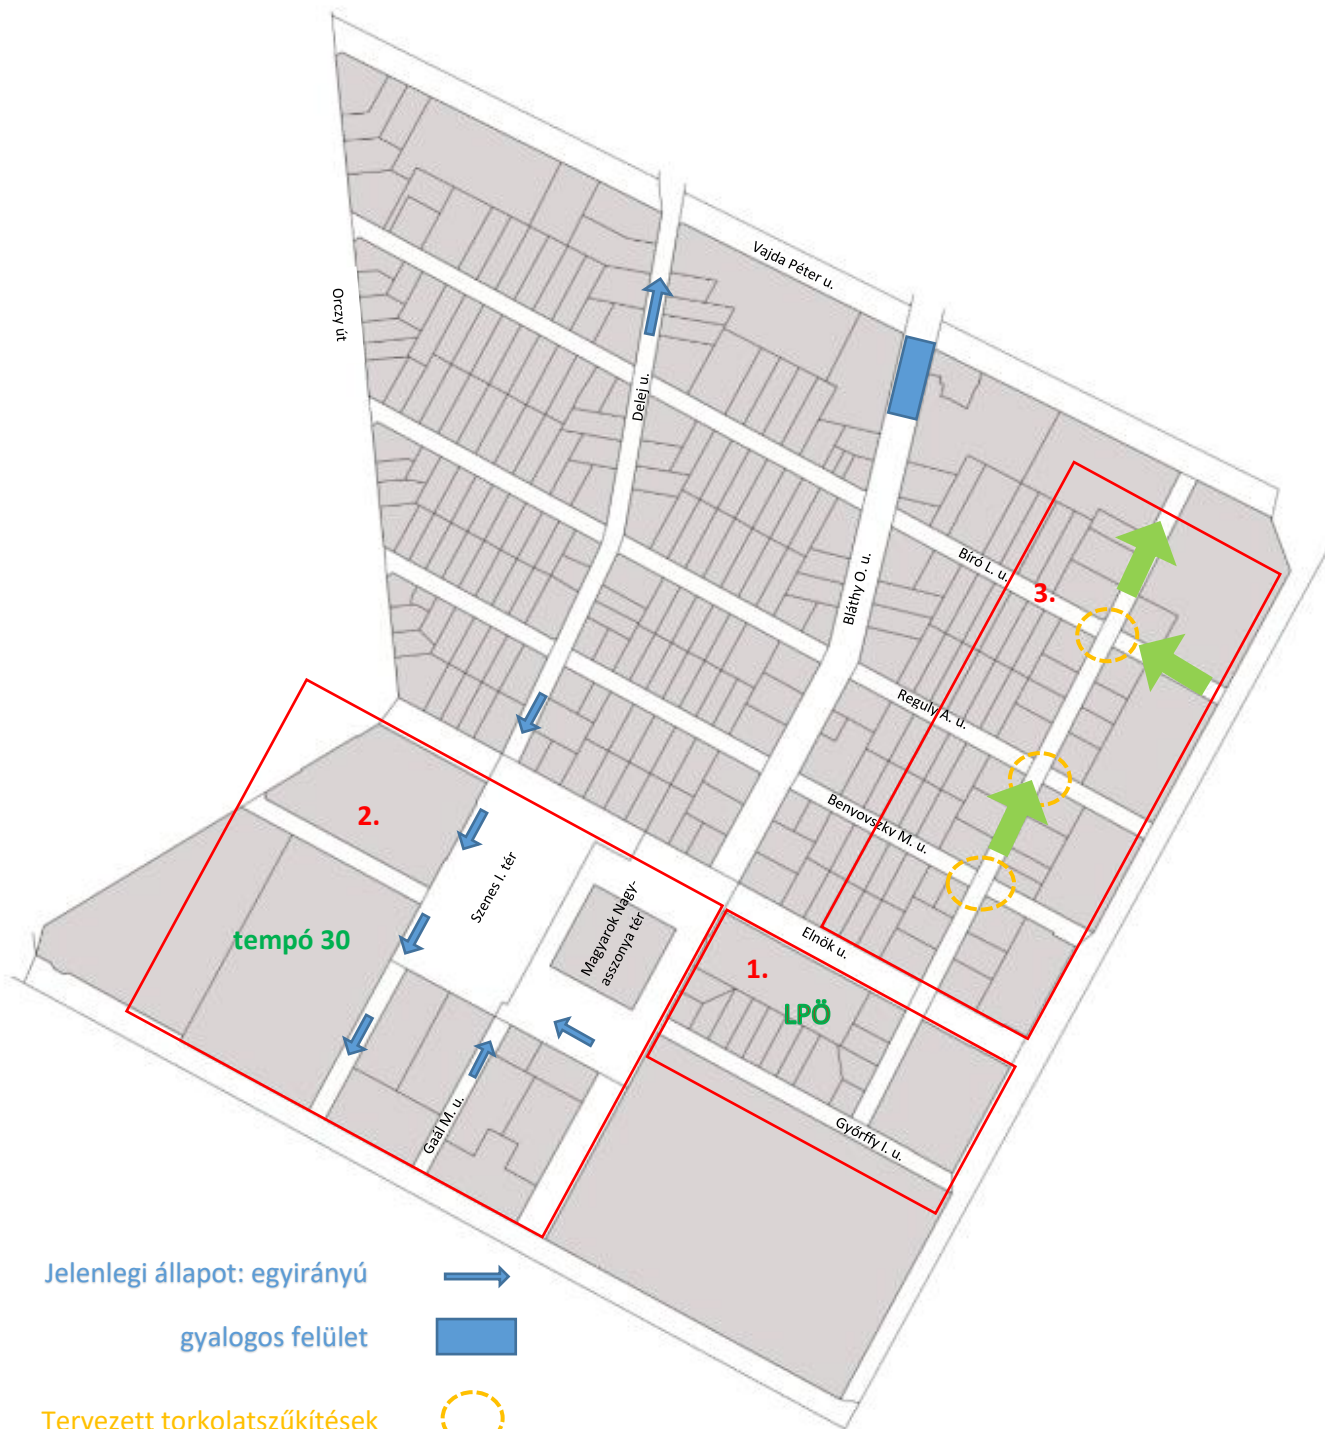 Vajda Péter u.
Orczy út
Delej u.
Bláthy O. u.
Bíró L. u.
3.
Reguly A. u.
Benyovszky M. u.
2.
Szenes I. tér
Magyarok Nagy-
asszonya tér
Elnök u.
tempó 30
1.
LPÖ
Gaál M. u.
Győrffy I. u.
Jelenlegi állapot: egyirányú
gyalogos felület
Tervezett torkolatszűkítések